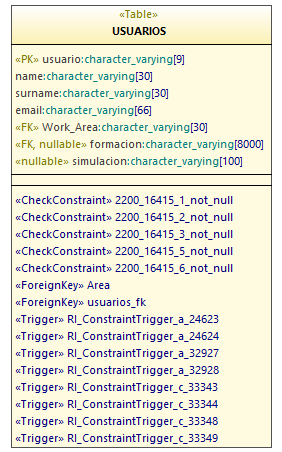 «Table»
USUARIOS
«PK» usuario:character_varying[9]
name:character_varying[30]
surname:character_varying[30]
email:character_varying[66]
«FK» Work_Area:character_varying[30]
«FK, nullable» formacion:character_varying[8000]
«nullable» simulacion:character_varying[100]
«CheckConstraint» 2200_16415_1_not_null
«CheckConstraint» 2200_16415_2_not_null
«CheckConstraint» 2200_16415_3_not_null
«CheckConstraint» 2200_16415_5_not_null
«CheckConstraint» 2200_16415_6_not_null
«ForeignKey» Area
«ForeignKey» usuarios_fk
«Trigger» RI_ConstraintTrigger_a_24623
«Trigger» RI_ConstraintTrigger_a_24624
«Trigger» RI_ConstraintTrigger_a_32927
«Trigger» RI_ConstraintTrigger_a_32928
«Trigger» RI_ConstraintTrigger_c_33343
«Trigger» RI_ConstraintTrigger_c_33344
«Trigger» RI_ConstraintTrigger_c_33348
«Trigger» RI_ConstraintTrigger_c_33349